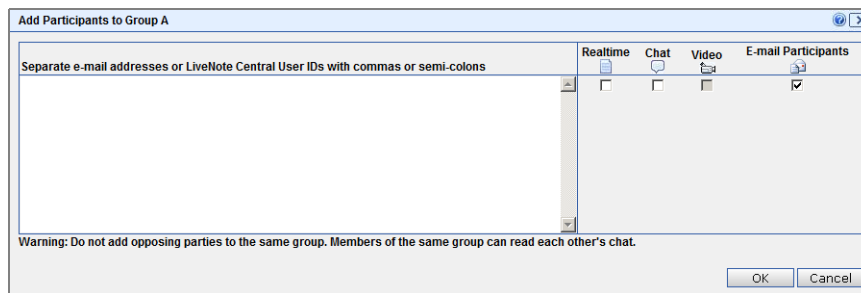 Add Participants to Group A
Realtime Chat Video E-mail Participants
Separate e-mail addresses or LiveNote Central User IDs with commas or semi-colons
Warning: Do not add opposing parties to the same group. Members of the same group can read each other's chat.
OK Cancel